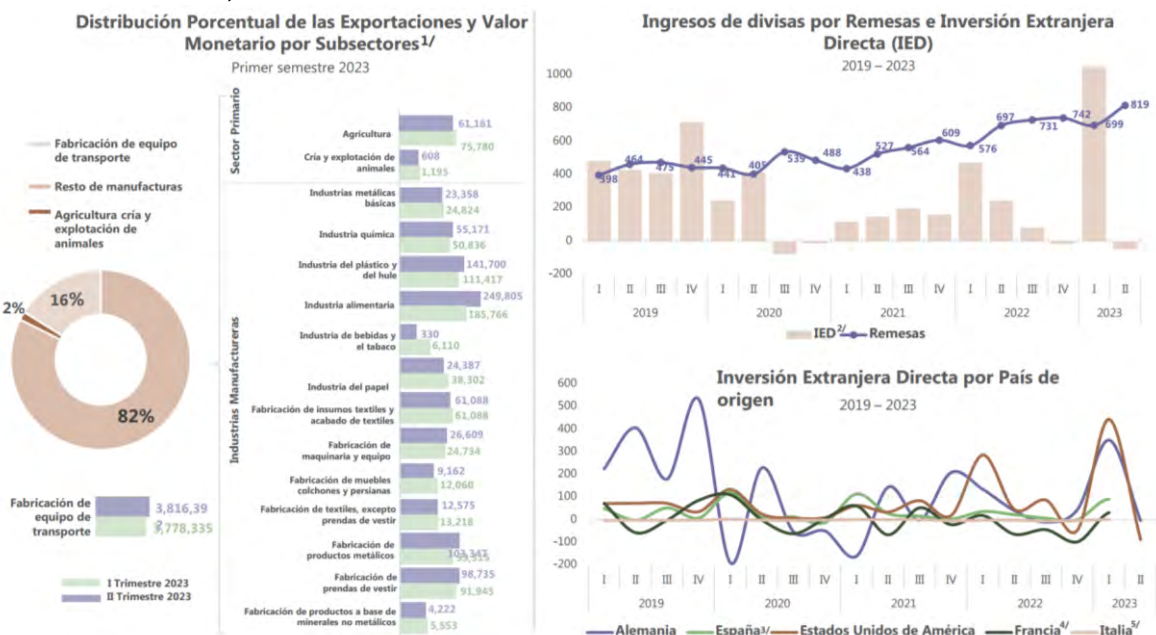 Distribución Porcentual de las Exportaciones y Valor
Monetario por Subsectores1/
Primer semestre 2023
Fabricación de equipo
de transporte
Resto de manufacturas
Agricultura cría y
explotación de
animales
2%
16%
82%
Fabricación de
equipo de
transporte
3,816,39
2
3,778,335
I Trimestre 2023
II Trimestre 2023
Sector Primario
Agricultura
61,161
75,780
Cría y explotación de
animales
608
1,195
Industrias Manufactureras
Industrias metálicas
básicas
23,358
24,824
Industria química
55,171
50,836
Industria del plástico y
del hule
141,700
111,417
Industria alimentaria
249,805
185,766
Industria de bebidas y
el tabaco
330
6,110
Industria del papel
24,387
38,302
Fabricación de insumos textiles y
acabado de textiles
61,088
61,088
Fabricación de
maquinaria y equipo
26,609
24,734
Fabricación de muebles
colchones y persianas
9,162
12,060
Fabricación de textiles, excepto
prendas de vestir
12,575
13,218
Fabricación de
productos metálicos
103,347
Fabricación de
prendas de vestir
98,735
91,945
Fabricación de productos a base de
minerales no metálicos
4,222
5,553
Ingresos de divisas por Remesas e Inversión Extranjera
Directa (IED)
2019 – 2023
1000
800
600
400
200
0
-200
398
464
475
445
441
405
539
488
438
527
564
609
576
697
731
742
699
819
I II III IV I II III IV I II III IV I II III IV I II
2019 2020 2021 2022 2023
IED2/ Remesas
Inversión Extranjera Directa por País de
origen
2019 – 2023
600
500
400
300
200
100
0
-100
-200
I II III IV I II III IV I II III IV I II III IV I II
2019 2020 2021 2022 2023
Alemania España3/ Estados Unidos de América Francia4/ Italia5/